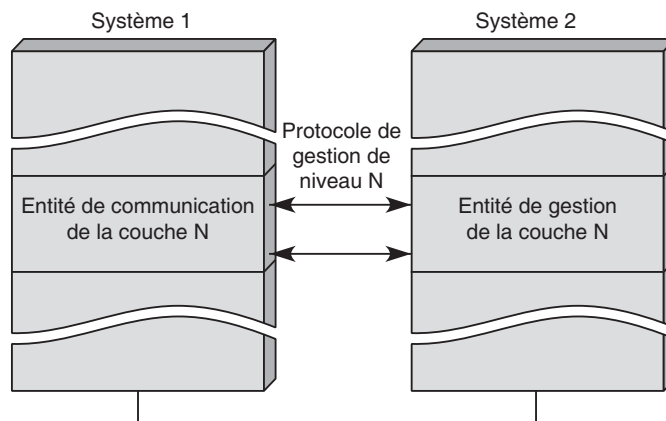 Système 1
Système 2
Protocole de
gestion de
niveau N
Entité de communication
de la couche N
Entité de gestion
de la couche N